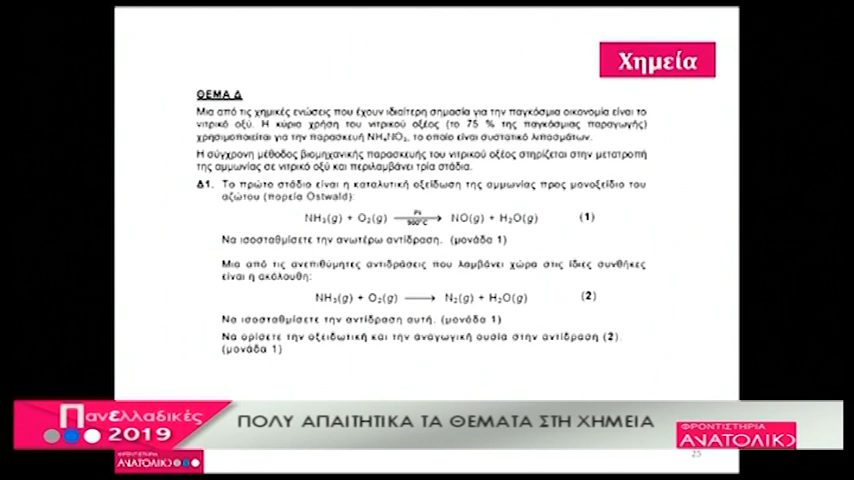 Χημεία
ΘΕΜΑ Δ
Μια από τις χημικές ενώσεις που έχουν ιδιαίτερη σημασία για την παγκόσμια οικονομία είναι το
νιτρικό οξύ. Η κύρια χρήση του νιτρικού οξέος (το 75 % της παγκόσμιας παραγωγής)
χρησιμοποιείται για την παρασκευή NH₄NO₃, το οποίο είναι συστατικό λιπασμάτων.
Η σύγχρονη μέθοδος βιομηχανικής παρασκευής του νιτρικού οξέος στηρίζεται στην μετατροπή
της αμμωνίας σε νιτρικό οξύ και περιλαμβάνει τρία στάδια.
Δ1. Το πρώτο στάδιο είναι η καταλυτική οξείδωση της αμμωνίας προς μονοξείδιο του
αζώτου (πορεία Ostwald):
Pt
NH₃(g) + O₂(g) ⟶ NO(g) + H₂O(g) (1)
900°C
Να ισοσταθμίσετε την ανωτέρω αντίδραση. (μονάδα 1)
Μια από τις ανεπιθύμητες αντιδράσεις που λαμβάνει χώρα στις ίδιες συνθήκες
είναι η ακόλουθη:
NH₃(g) + O₂(g) ⟶ N₂(g) + H₂O(g) (2)
Να ισοσταθμίσετε την αντίδραση αυτή. (μονάδα 1)
Να ορίσετε την οξειδωτική και την αναγωγική ουσία στην αντίδραση (2).
(μονάδα 1)
Πανελλαδικές
2019
ΠΟΛΥ ΑΠΑΙΤΗΤΙΚΑ ΤΑ ΘΕΜΑΤΑ ΣΤΗ ΧΗΜΕΙΑ
ΦΡΟΝΤΙΣΤΗΡΙΑ
ΑΝΑΤΟΛΙΚΟ
ΦΡΟΝΤΙΣΤΗΡΙΑ
ΑΝΑΤΟΛΙΚΟ
25